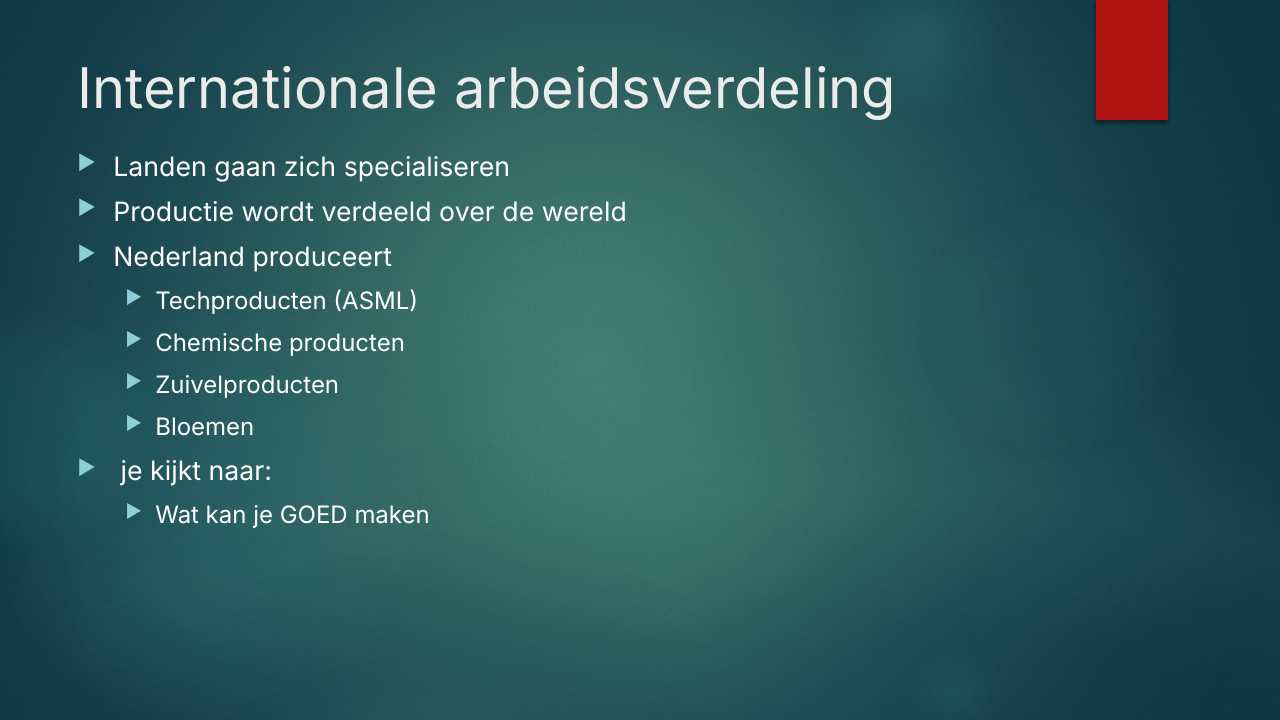 Internationale arbeidsverdeling
Landen gaan zich specialiseren
Productie wordt verdeeld over de wereld
Nederland produceert
Techproducten (ASML)
Chemische producten
Zuivelproducten
Bloemen
je kijkt naar:
Wat kan je GOED maken